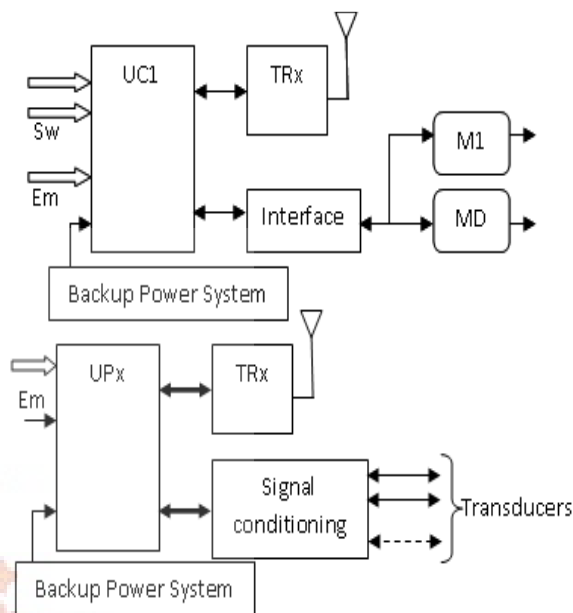 UC1
TRx
Sw
M1
Em
Interface
MD
Backup Power System
UPx
TRx
Em
Signal
conditioning
Transducers
Backup Power System